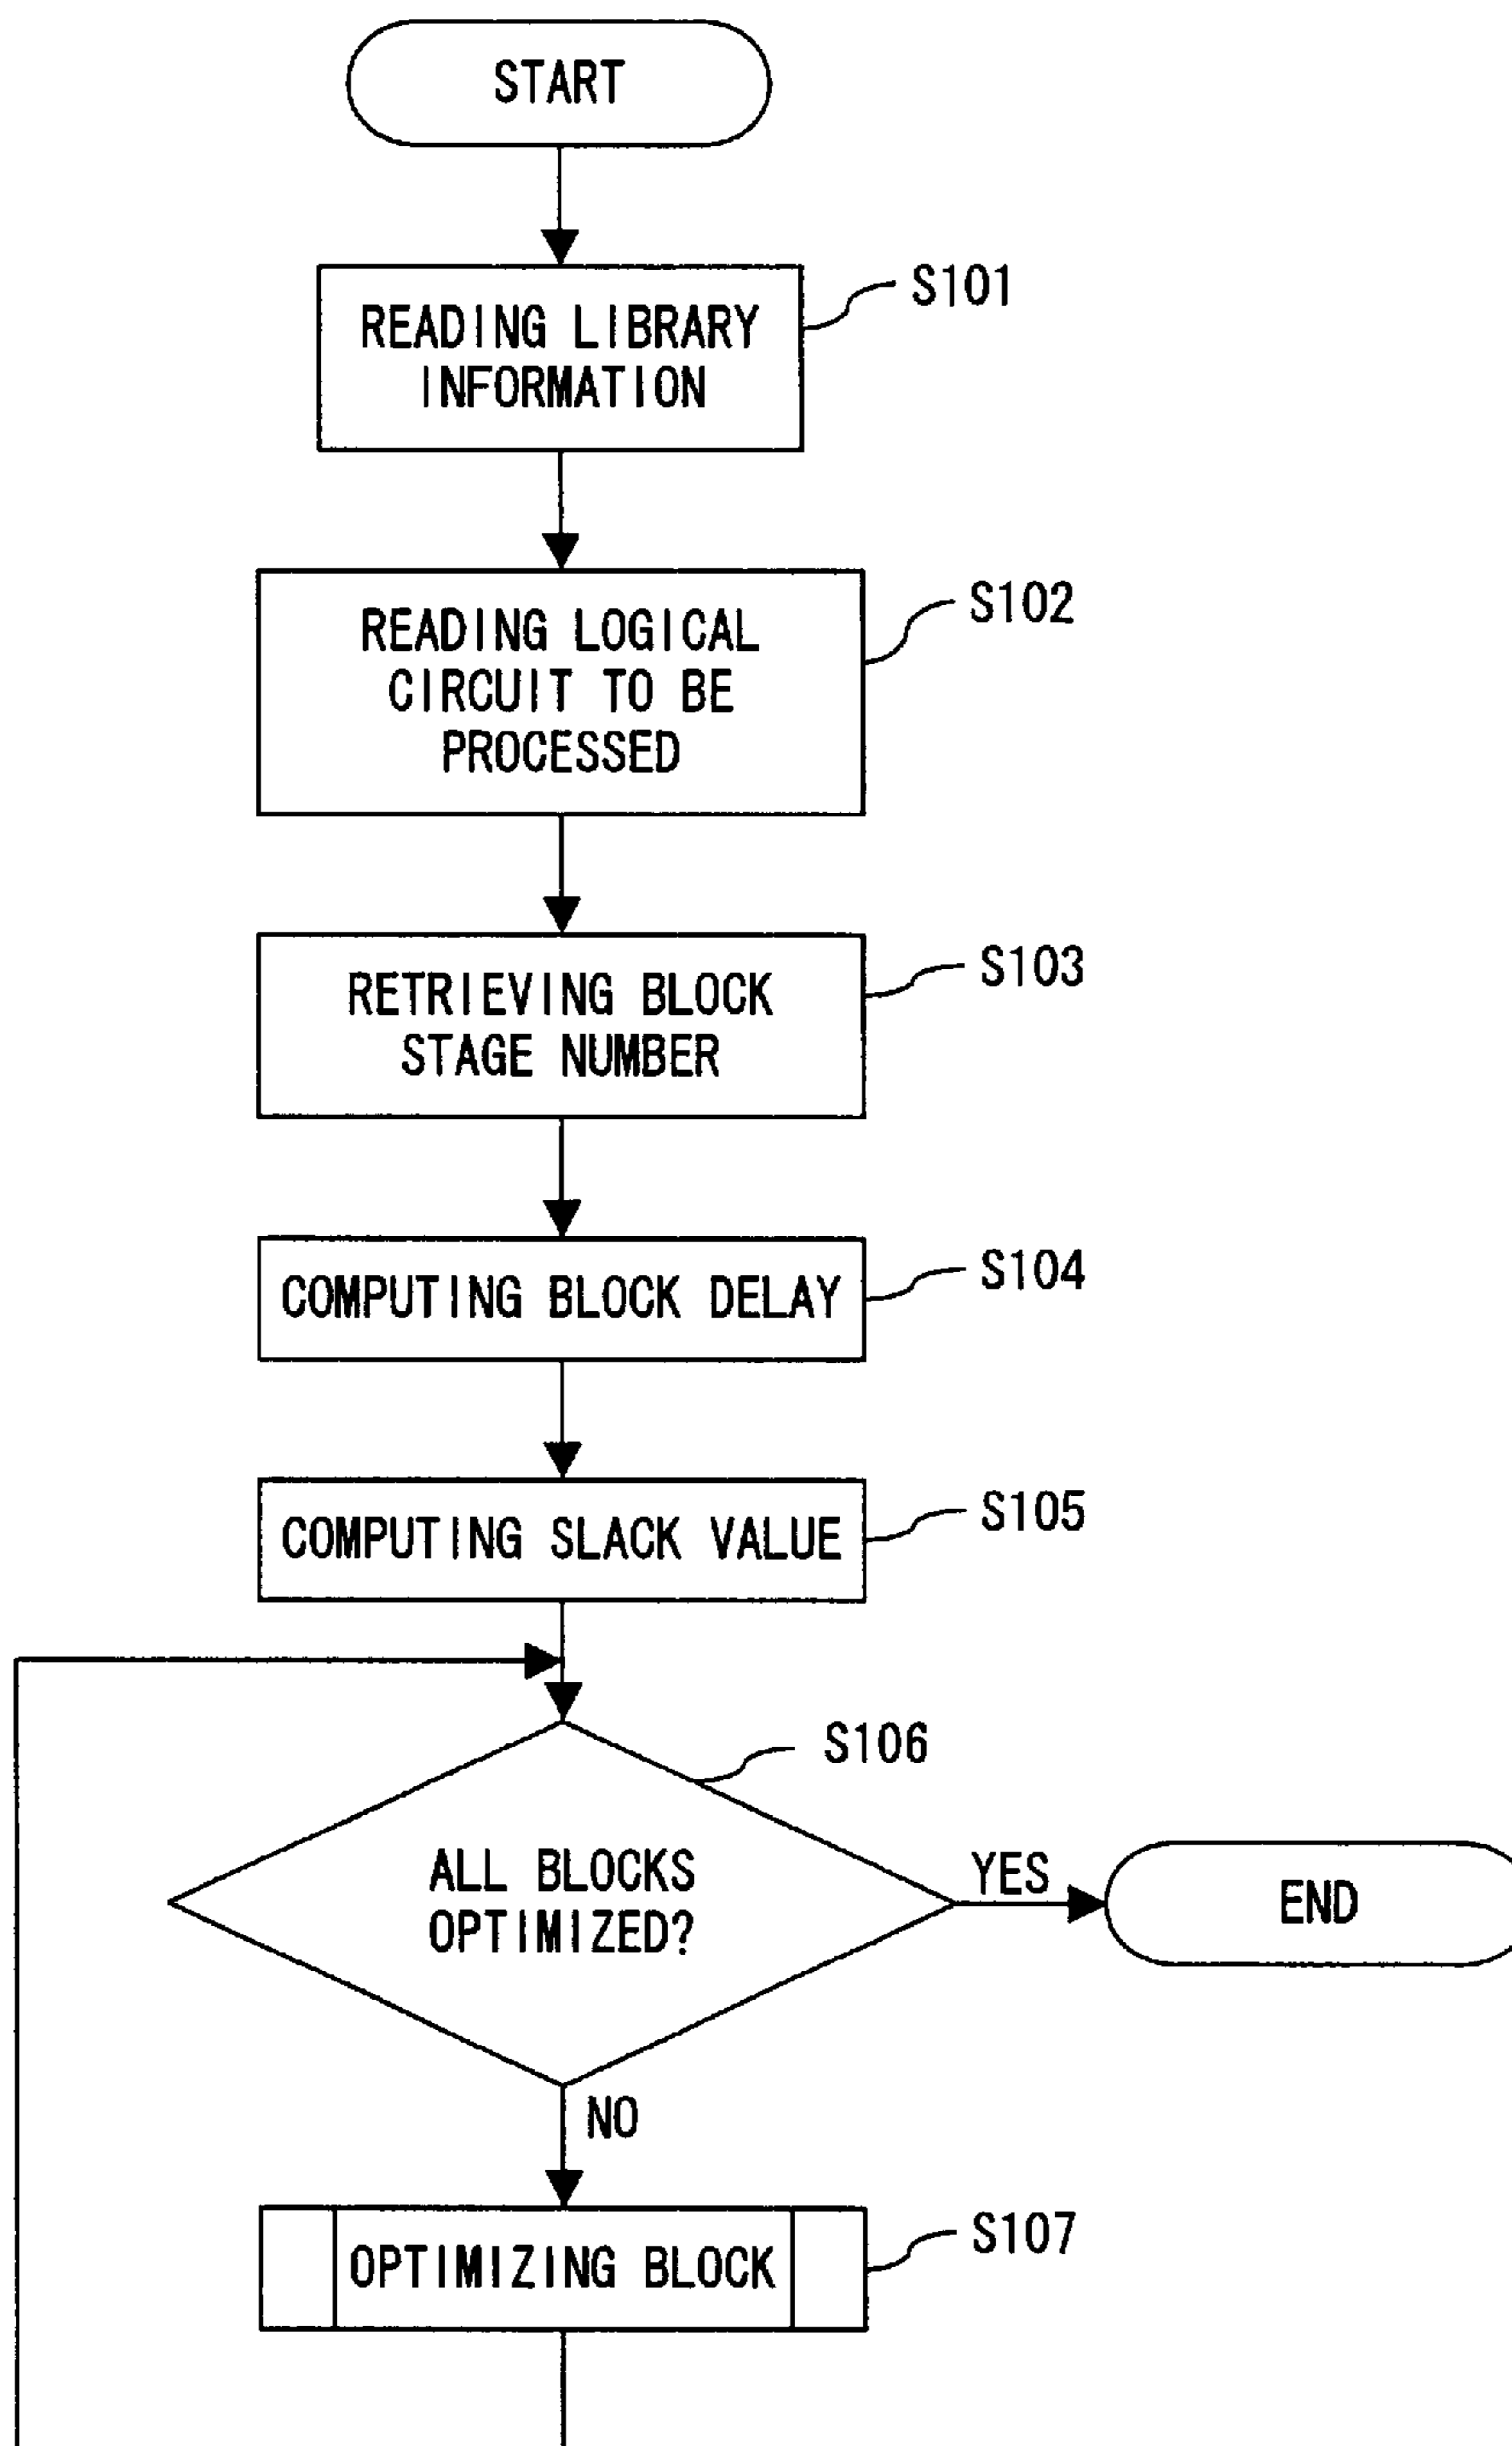 START
READING LIBRARY
INFORMATION
S101
READING LOGICAL
CIRCUIT TO BE
PROCESSED
S102
RETRIEVING BLOCK
STAGE NUMBER
S103
COMPUTING BLOCK DELAY
S104
COMPUTING SLACK VALUE
S105
S106
ALL BLOCKS
OPTIMIZED?
YES
END
NO
OPTIMIZING BLOCK
S107